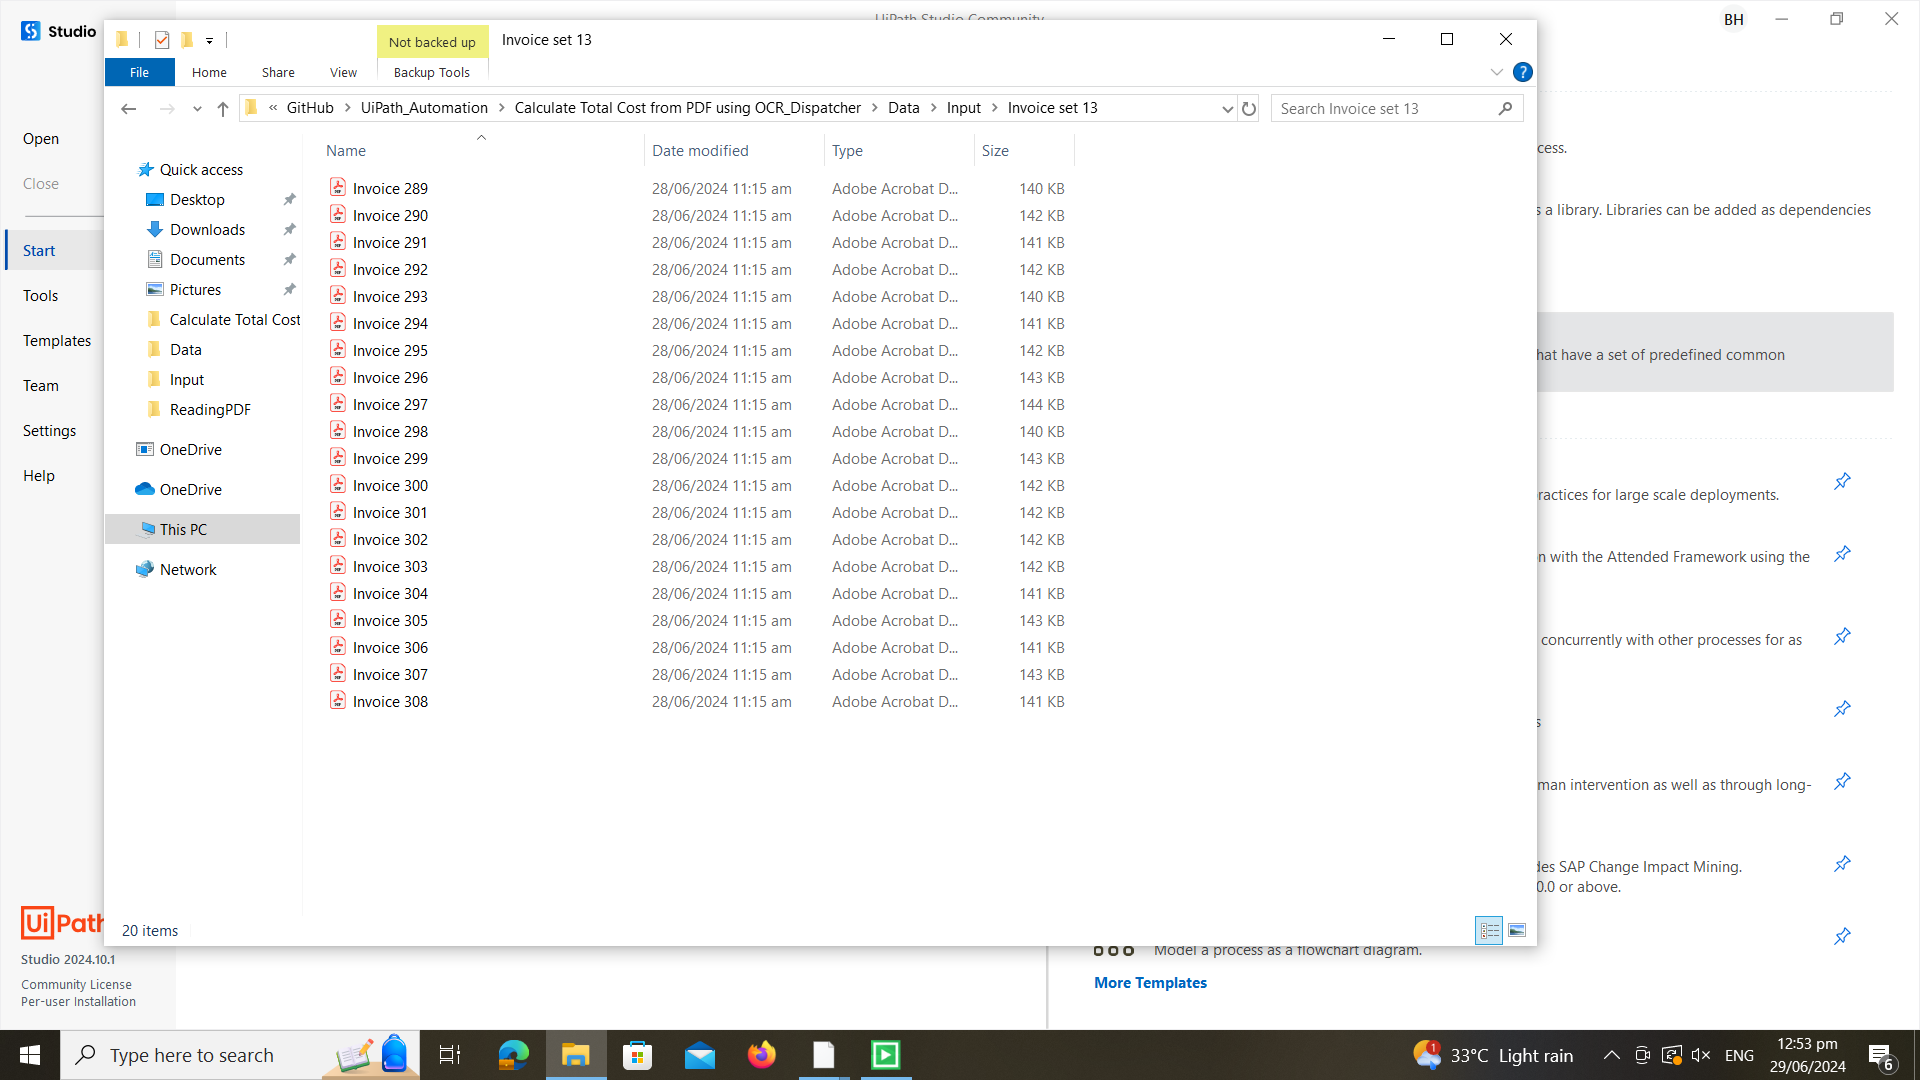 Studio
UiPath Studio Community
BH
Not backed up
Invoice set 13
File
Home
Share
View
Backup Tools
« GitHub > UiPath_Automation > Calculate Total Cost from PDF using OCR_Dispatcher > Data > Input > Invoice set 13
Search Invoice set 13
Open
Close
Start
Tools
Templates
Team
Settings
Help
Quick access
Desktop
Downloads
Documents
Pictures
Calculate Total Cost
Data
Input
ReadingPDF
OneDrive
OneDrive
This PC
Network
Name Date modified Type Size
Invoice 289 28/06/2024 11:15 am Adobe Acrobat D... 140 KB
Invoice 290 28/06/2024 11:15 am Adobe Acrobat D... 142 KB
Invoice 291 28/06/2024 11:15 am Adobe Acrobat D... 141 KB
Invoice 292 28/06/2024 11:15 am Adobe Acrobat D... 142 KB
Invoice 293 28/06/2024 11:15 am Adobe Acrobat D... 140 KB
Invoice 294 28/06/2024 11:15 am Adobe Acrobat D... 141 KB
Invoice 295 28/06/2024 11:15 am Adobe Acrobat D... 142 KB
Invoice 296 28/06/2024 11:15 am Adobe Acrobat D... 143 KB
Invoice 297 28/06/2024 11:15 am Adobe Acrobat D... 144 KB
Invoice 298 28/06/2024 11:15 am Adobe Acrobat D... 140 KB
Invoice 299 28/06/2024 11:15 am Adobe Acrobat D... 143 KB
Invoice 300 28/06/2024 11:15 am Adobe Acrobat D... 142 KB
Invoice 301 28/06/2024 11:15 am Adobe Acrobat D... 142 KB
Invoice 302 28/06/2024 11:15 am Adobe Acrobat D... 142 KB
Invoice 303 28/06/2024 11:15 am Adobe Acrobat D... 142 KB
Invoice 304 28/06/2024 11:15 am Adobe Acrobat D... 141 KB
Invoice 305 28/06/2024 11:15 am Adobe Acrobat D... 143 KB
Invoice 306 28/06/2024 11:15 am Adobe Acrobat D... 141 KB
Invoice 307 28/06/2024 11:15 am Adobe Acrobat D... 143 KB
Invoice 308 28/06/2024 11:15 am Adobe Acrobat D... 141 KB
20 items
cess.
s a library. Libraries can be added as dependencies
hat have a set of predefined common
ractices for large scale deployments.
n with the Attended Framework using the
concurrently with other processes for as
s
man intervention as well as through long-
des SAP Change Impact Mining.
0.0 or above.
Model a process as a flowchart diagram.
More Templates
UiPath
Studio 2024.10.1
Community License
Per-user Installation
Type here to search
1
33°C Light rain
ENG
12:53 pm
29/06/2024
6